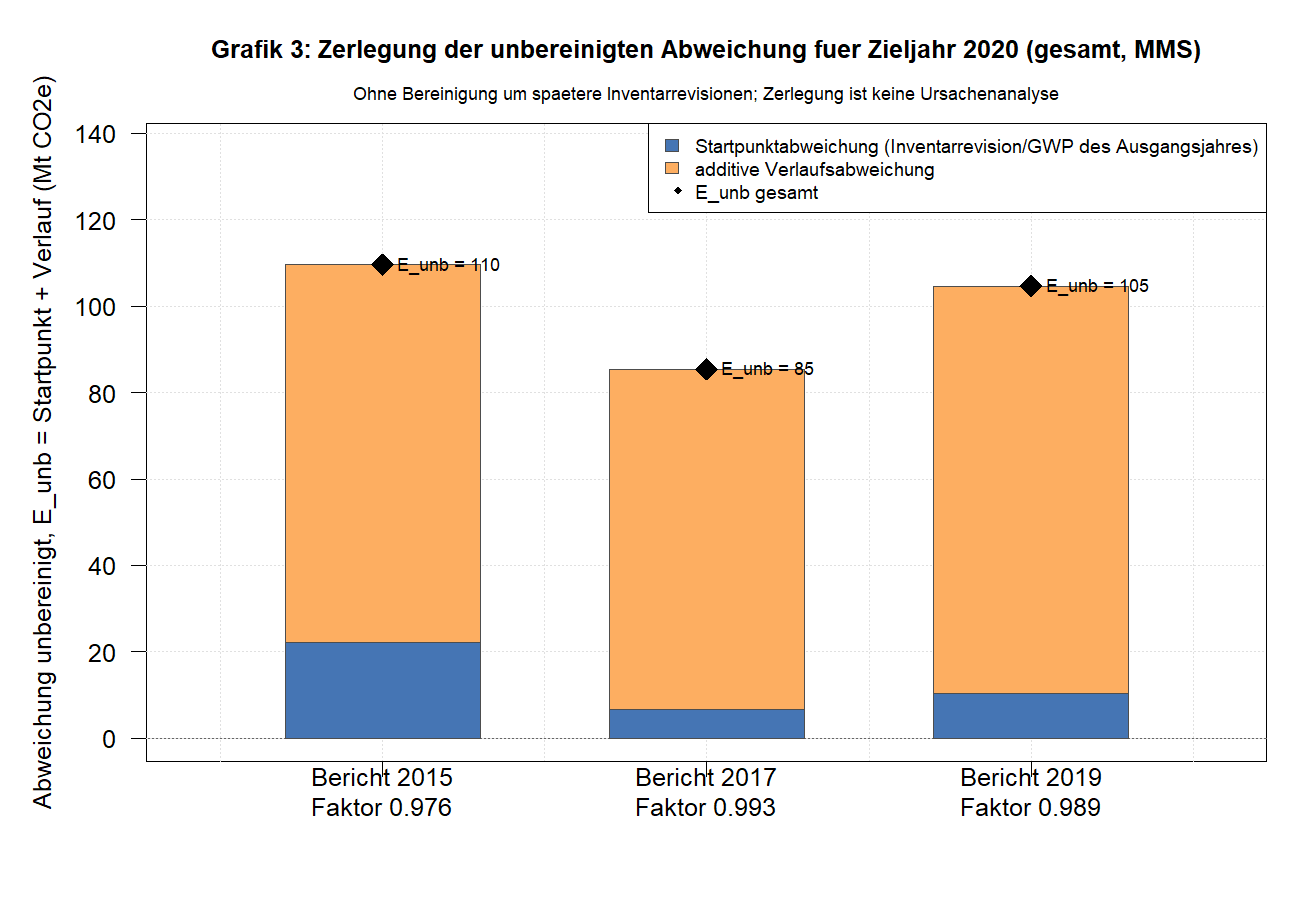 Grafik 3: Zerlegung der unbereinigten Abweichung fuer Zieljahr 2020 (gesamt, MMS)
Ohne Bereinigung um spaetere Inventarrevisionen; Zerlegung ist keine Ursachenanalyse
Abweichung unbereinigt, E_unb = Startpunkt + Verlauf (Mt CO2e)
140
120
100
80
60
40
20
0
Startpunktabweichung (Inventarrevision/GWP des Ausgangsjahres)
additive Verlaufsabweichung
E_unb gesamt
E_unb = 110
E_unb = 85
E_unb = 105
Bericht 2015
Faktor 0.976
Bericht 2017
Faktor 0.993
Bericht 2019
Faktor 0.989